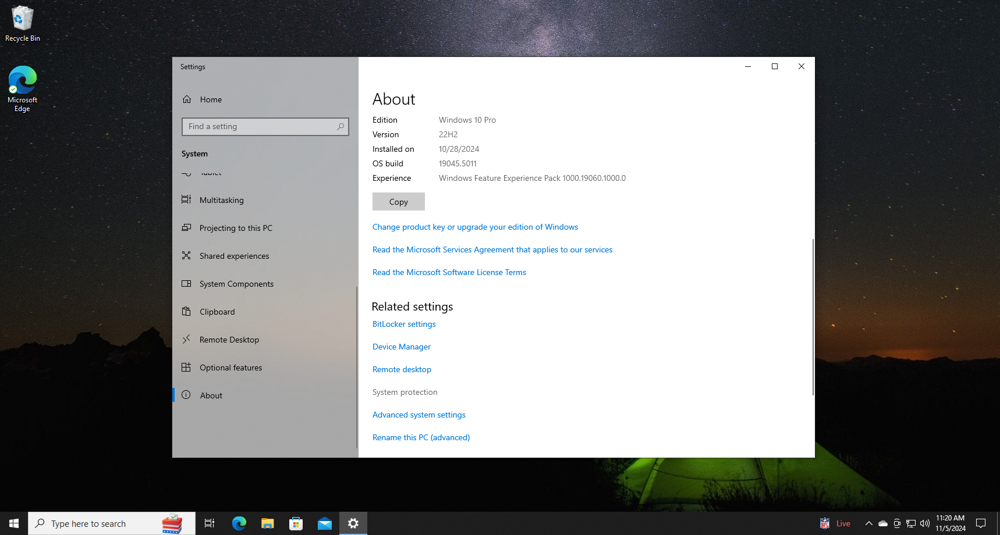 Recycle Bin
Microsoft
Edge
Settings
Home
Find a setting
System
Tablet
Multitasking
Projecting to this PC
Shared experiences
System Components
Clipboard
Remote Desktop
Optional features
About
About
Edition Windows 10 Pro
Version 22H2
Installed on 10/28/2024
OS build 19045.5011
Experience Windows Feature Experience Pack 1000.19060.1000.0
Copy
Change product key or upgrade your edition of Windows
Read the Microsoft Services Agreement that applies to our services
Read the Microsoft Software License Terms
Related settings
BitLocker settings
Device Manager
Remote desktop
System protection
Advanced system settings
Rename this PC (advanced)
Type here to search
NFL
Live
11:20 AM
11/5/2024